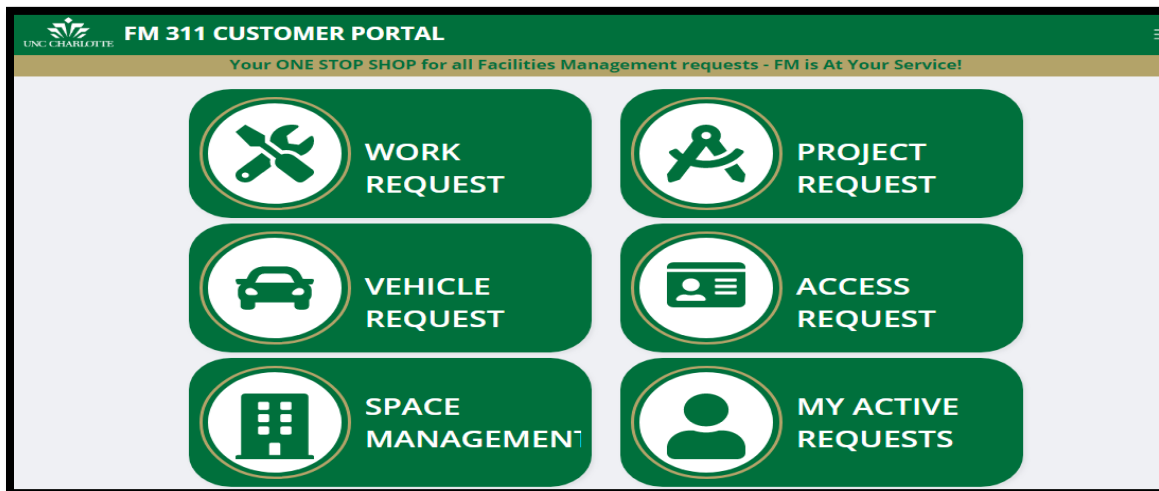 UNC CHARLOTTE
FM 311 CUSTOMER PORTAL
Your ONE STOP SHOP for all Facilities Management requests - FM is At Your Service!
WORK
REQUEST
PROJECT
REQUEST
VEHICLE
REQUEST
ACCESS
REQUEST
SPACE
MANAGEMENT
MY ACTIVE
REQUESTS